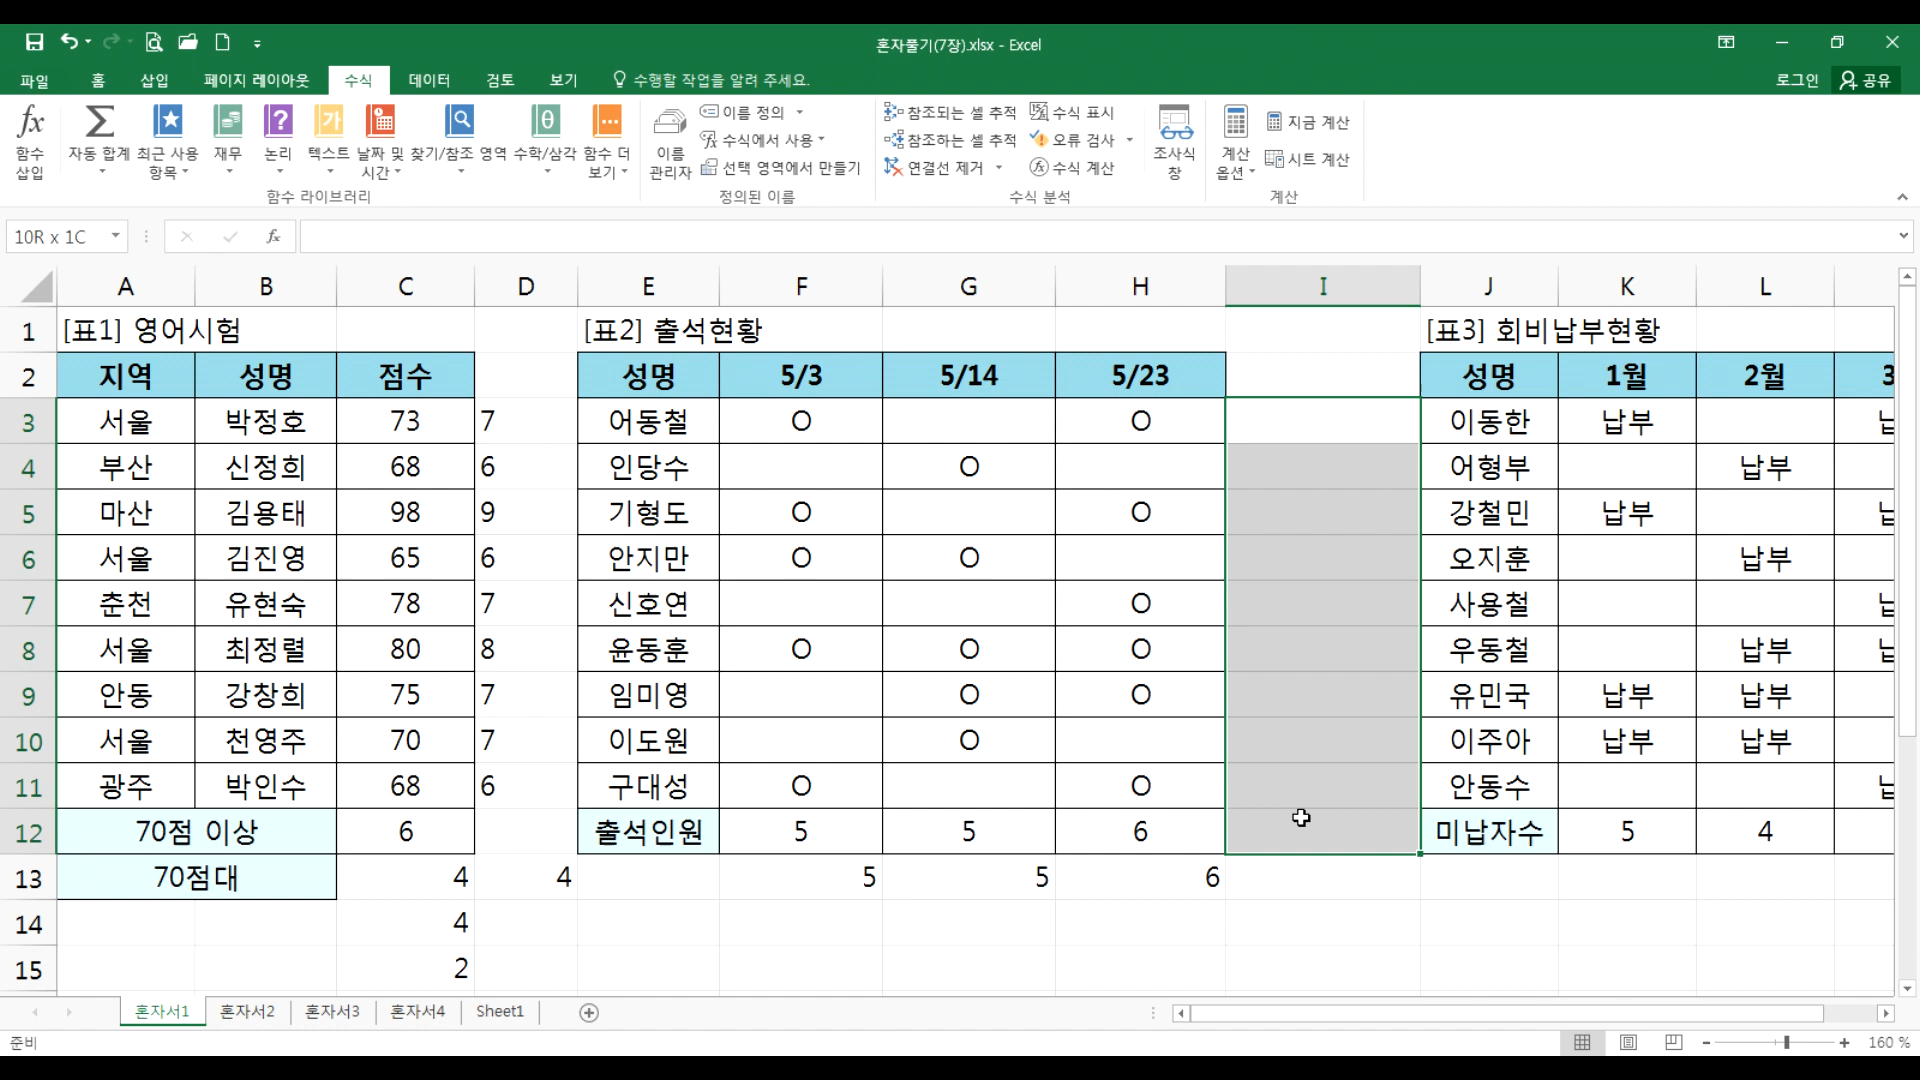 혼자풀기(7장).xlsx - Excel
파일 홈 삽입 페이지 레이아웃 수식 데이터 검토 보기 수행할 작업을 알려 주세요. 로그인 공유
fx 함수 삽입
자동 합계
최근 사용 항목
재무
논리
텍스트
날짜 및 시간
찾기/참조 영역
수학/삼각
함수 더 보기
함수 라이브러리
이름 관리자
이름 정의
수식에서 사용
선택 영역에서 만들기
정의된 이름
참조되는 셀 추적
참조하는 셀 추적
연결선 제거
수식 표시
오류 검사
수식 계산
수식 분석
조사식 창
계산 옵션
지금 계산
시트 계산
계산
10R x 1C fx
A B C D E F G H I J K L
1 [표1] 영어시험 [표2] 출석현황 [표3] 회비납부현황
2 지역 성명 점수 성명 5/3 5/14 5/23 성명 1월 2월 3
3 서울 박정호 73 7 어동철 O O 이동한 납부
4 부산 신정희 68 6 인당수 O 어형부 납부
5 마산 김용태 98 9 기형도 O O 강철민 납부
6 서울 김진영 65 6 안지만 O O 오지훈 납부
7 춘천 유현숙 78 7 신호연 O 사용철
8 서울 최정렬 80 8 윤동훈 O O O 우동철 납부
9 안동 강창희 75 7 임미영 O O 유민국 납부 납부
10 서울 천영주 70 7 이도원 O 이주아 납부 납부
11 광주 박인수 68 6 구대성 O O 안동수
12 70점 이상 6 출석인원 5 5 6 미납자수 5 4
13 70점대 4 4 5 5 6
14 4
15 2
혼자서1 혼자서2 혼자서3 혼자서4 Sheet1
준비 160 %